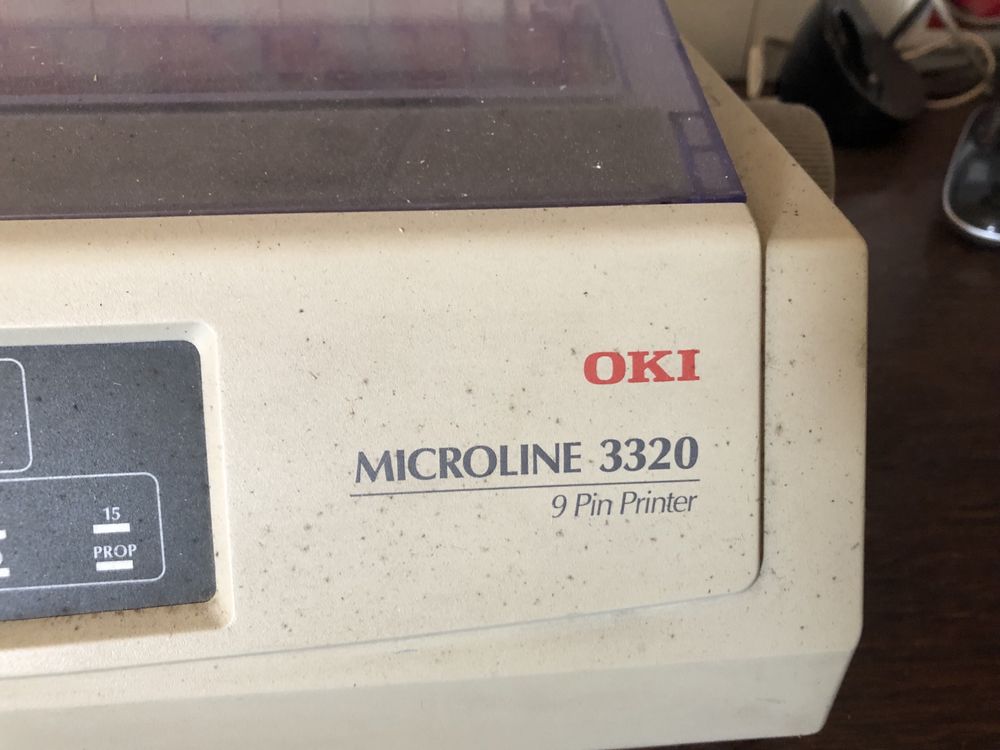 OKI
MICROLINE 3320
9 Pin Printer
15
PROP